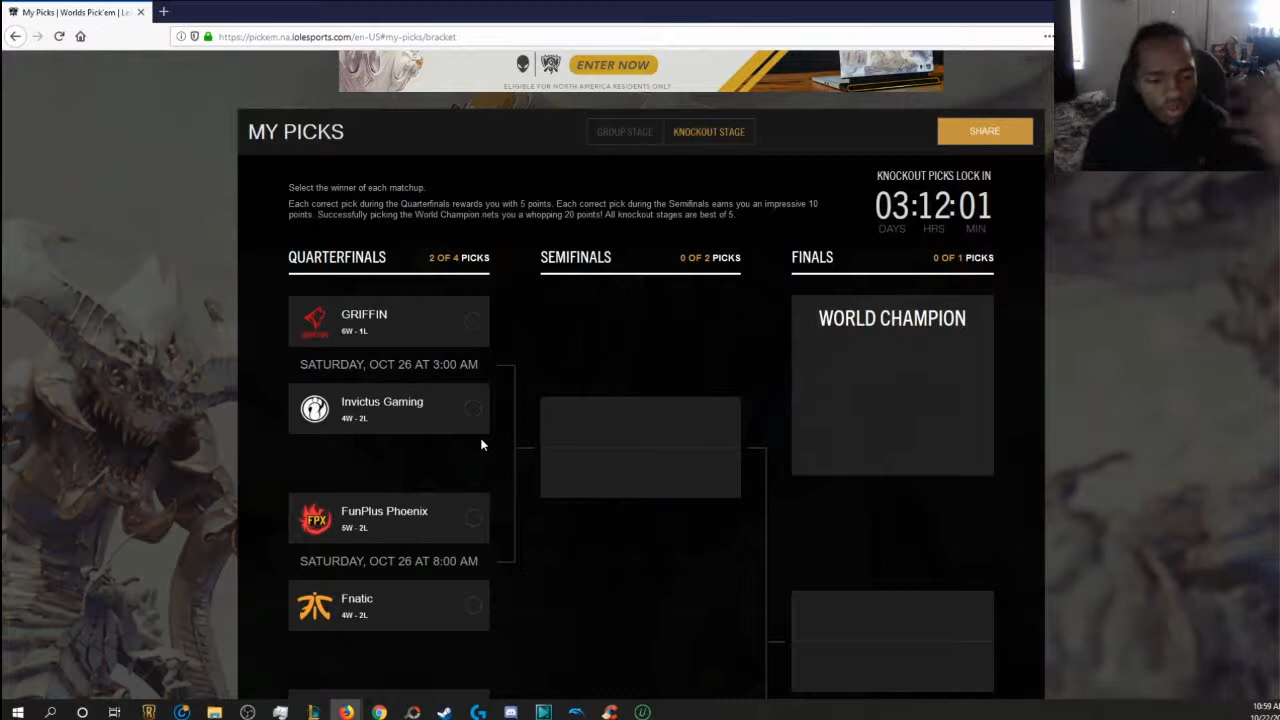 My Picks | Worlds Pick'em | Le
https://pickem.na.lolesports.com/en-US#my-picks/bracket
ENTER NOW
ELIGIBLE FOR NORTH AMERICA RESIDENTS ONLY
MY PICKS
GROUP STAGE
KNOCKOUT STAGE
SHARE
Select the winner of each matchup.
Each correct pick during the Quarterfinals rewards you with 5 points. Each correct pick during the Semifinals earns you an impressive 10
points. Successfully picking the World Champion nets you a whopping 20 points! All knockout stages are best of 5.
KNOCKOUT PICKS LOCK IN
03:12:01
DAYS HRS MIN
QUARTERFINALS 2 OF 4 PICKS
SEMIFINALS 0 OF 2 PICKS
FINALS 0 OF 1 PICKS
GRIFFIN
6W - 1L
SATURDAY, OCT 26 AT 3:00 AM
Invictus Gaming
4W - 2L
FPX
FunPlus Phoenix
5W - 2L
SATURDAY, OCT 26 AT 8:00 AM
Fnatic
4W - 2L
WORLD CHAMPION
10:59 A
10/22/2